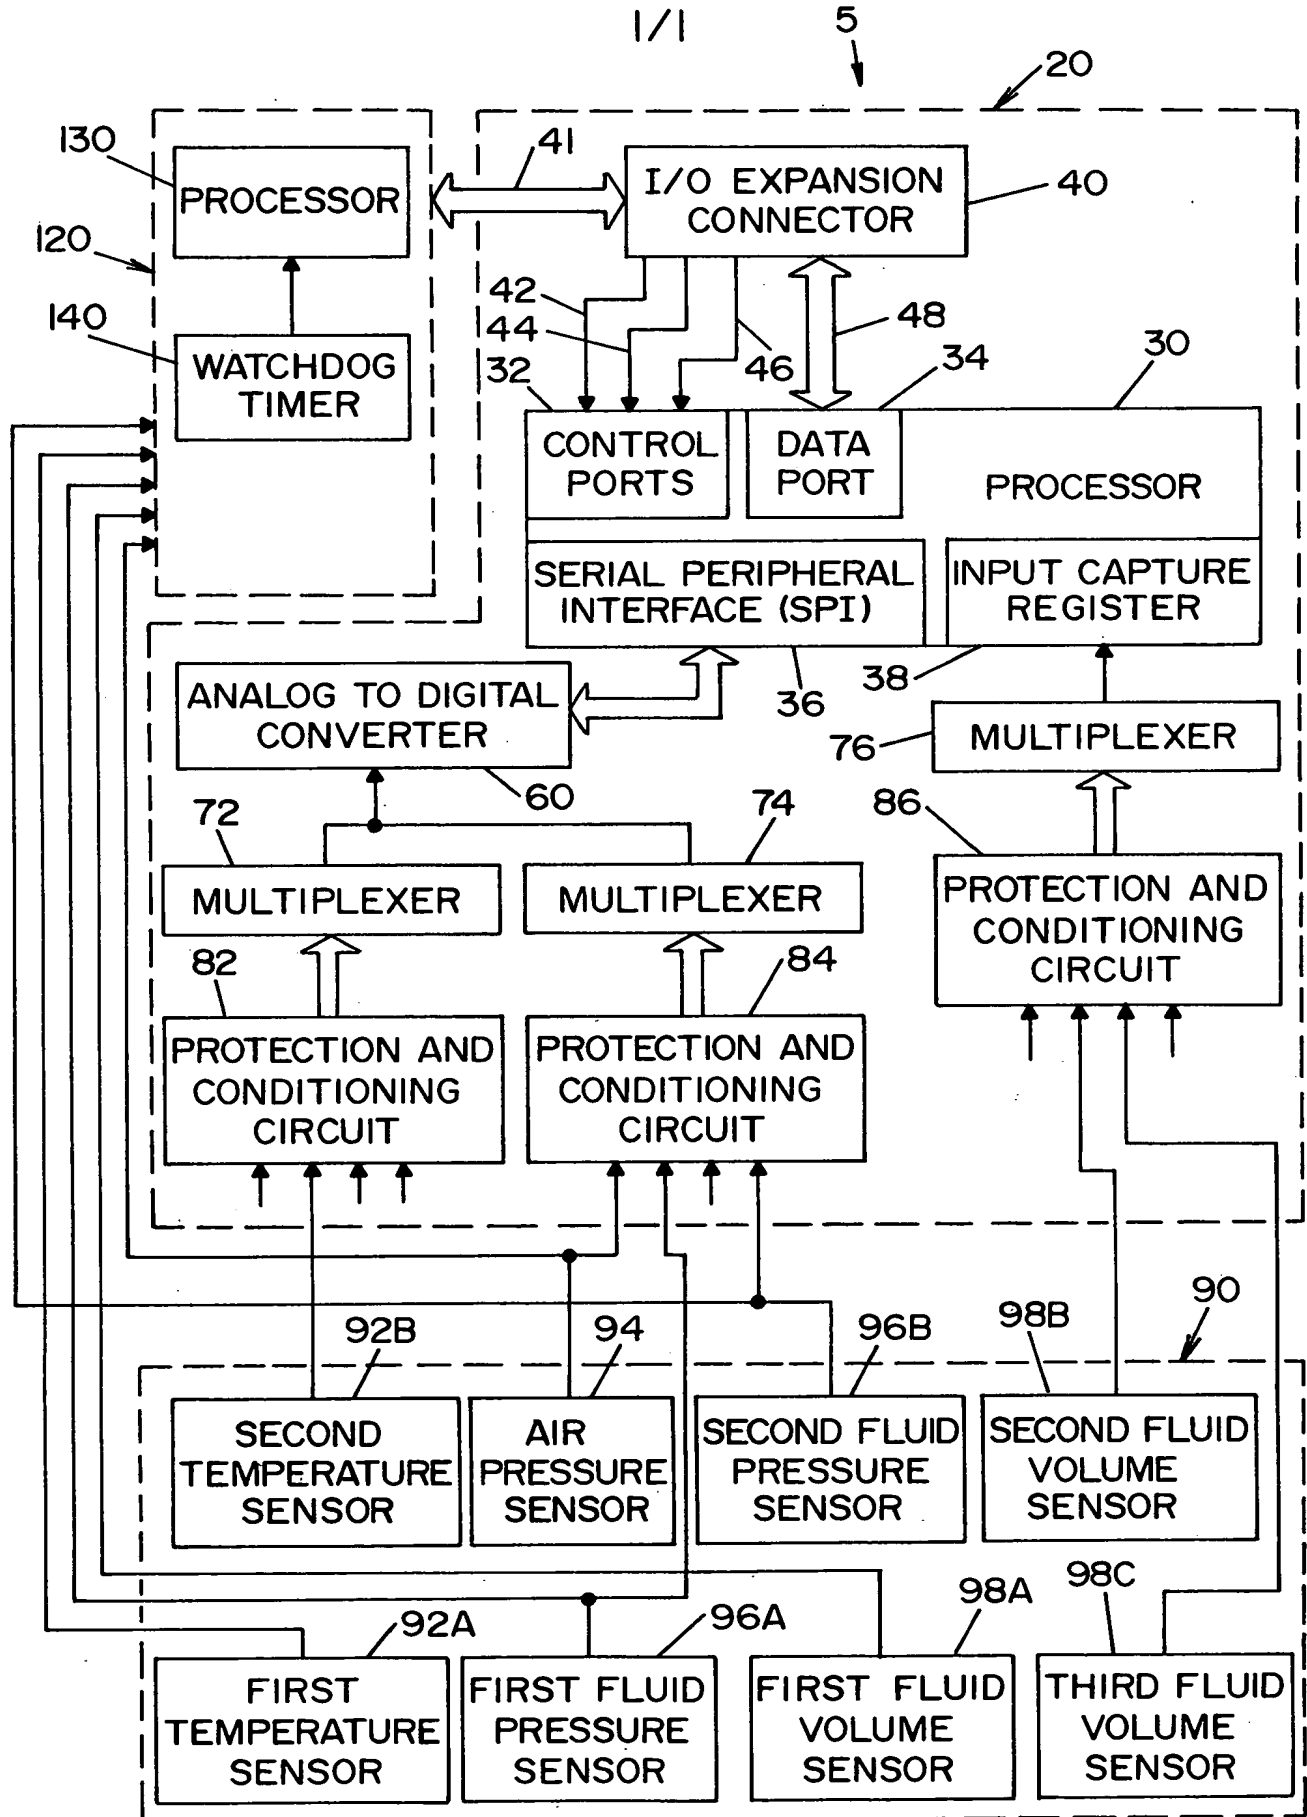 1/1
5
20
130
PROCESSOR
41
I/O EXPANSION
CONNECTOR
40
120
140
WATCHDOG
TIMER
42
44
46
48
32
34
30
CONTROL
PORTS
DATA
PORT
PROCESSOR
SERIAL PERIPHERAL
INTERFACE (SPI)
INPUT CAPTURE
REGISTER
36
38
ANALOG TO DIGITAL
CONVERTER
60
76
MULTIPLEXER
72
74
86
MULTIPLEXER
MULTIPLEXER
PROTECTION AND
CONDITIONING
CIRCUIT
82
84
PROTECTION AND
CONDITIONING
CIRCUIT
PROTECTION AND
CONDITIONING
CIRCUIT
90
92B
94
96B
98B
SECOND
TEMPERATURE
SENSOR
AIR
PRESSURE
SENSOR
SECOND FLUID
PRESSURE
SENSOR
SECOND FLUID
VOLUME
SENSOR
92A
96A
98A
98C
FIRST
TEMPERATURE
SENSOR
FIRST FLUID
PRESSURE
SENSOR
FIRST FLUID
VOLUME
SENSOR
THIRD FLUID
VOLUME
SENSOR